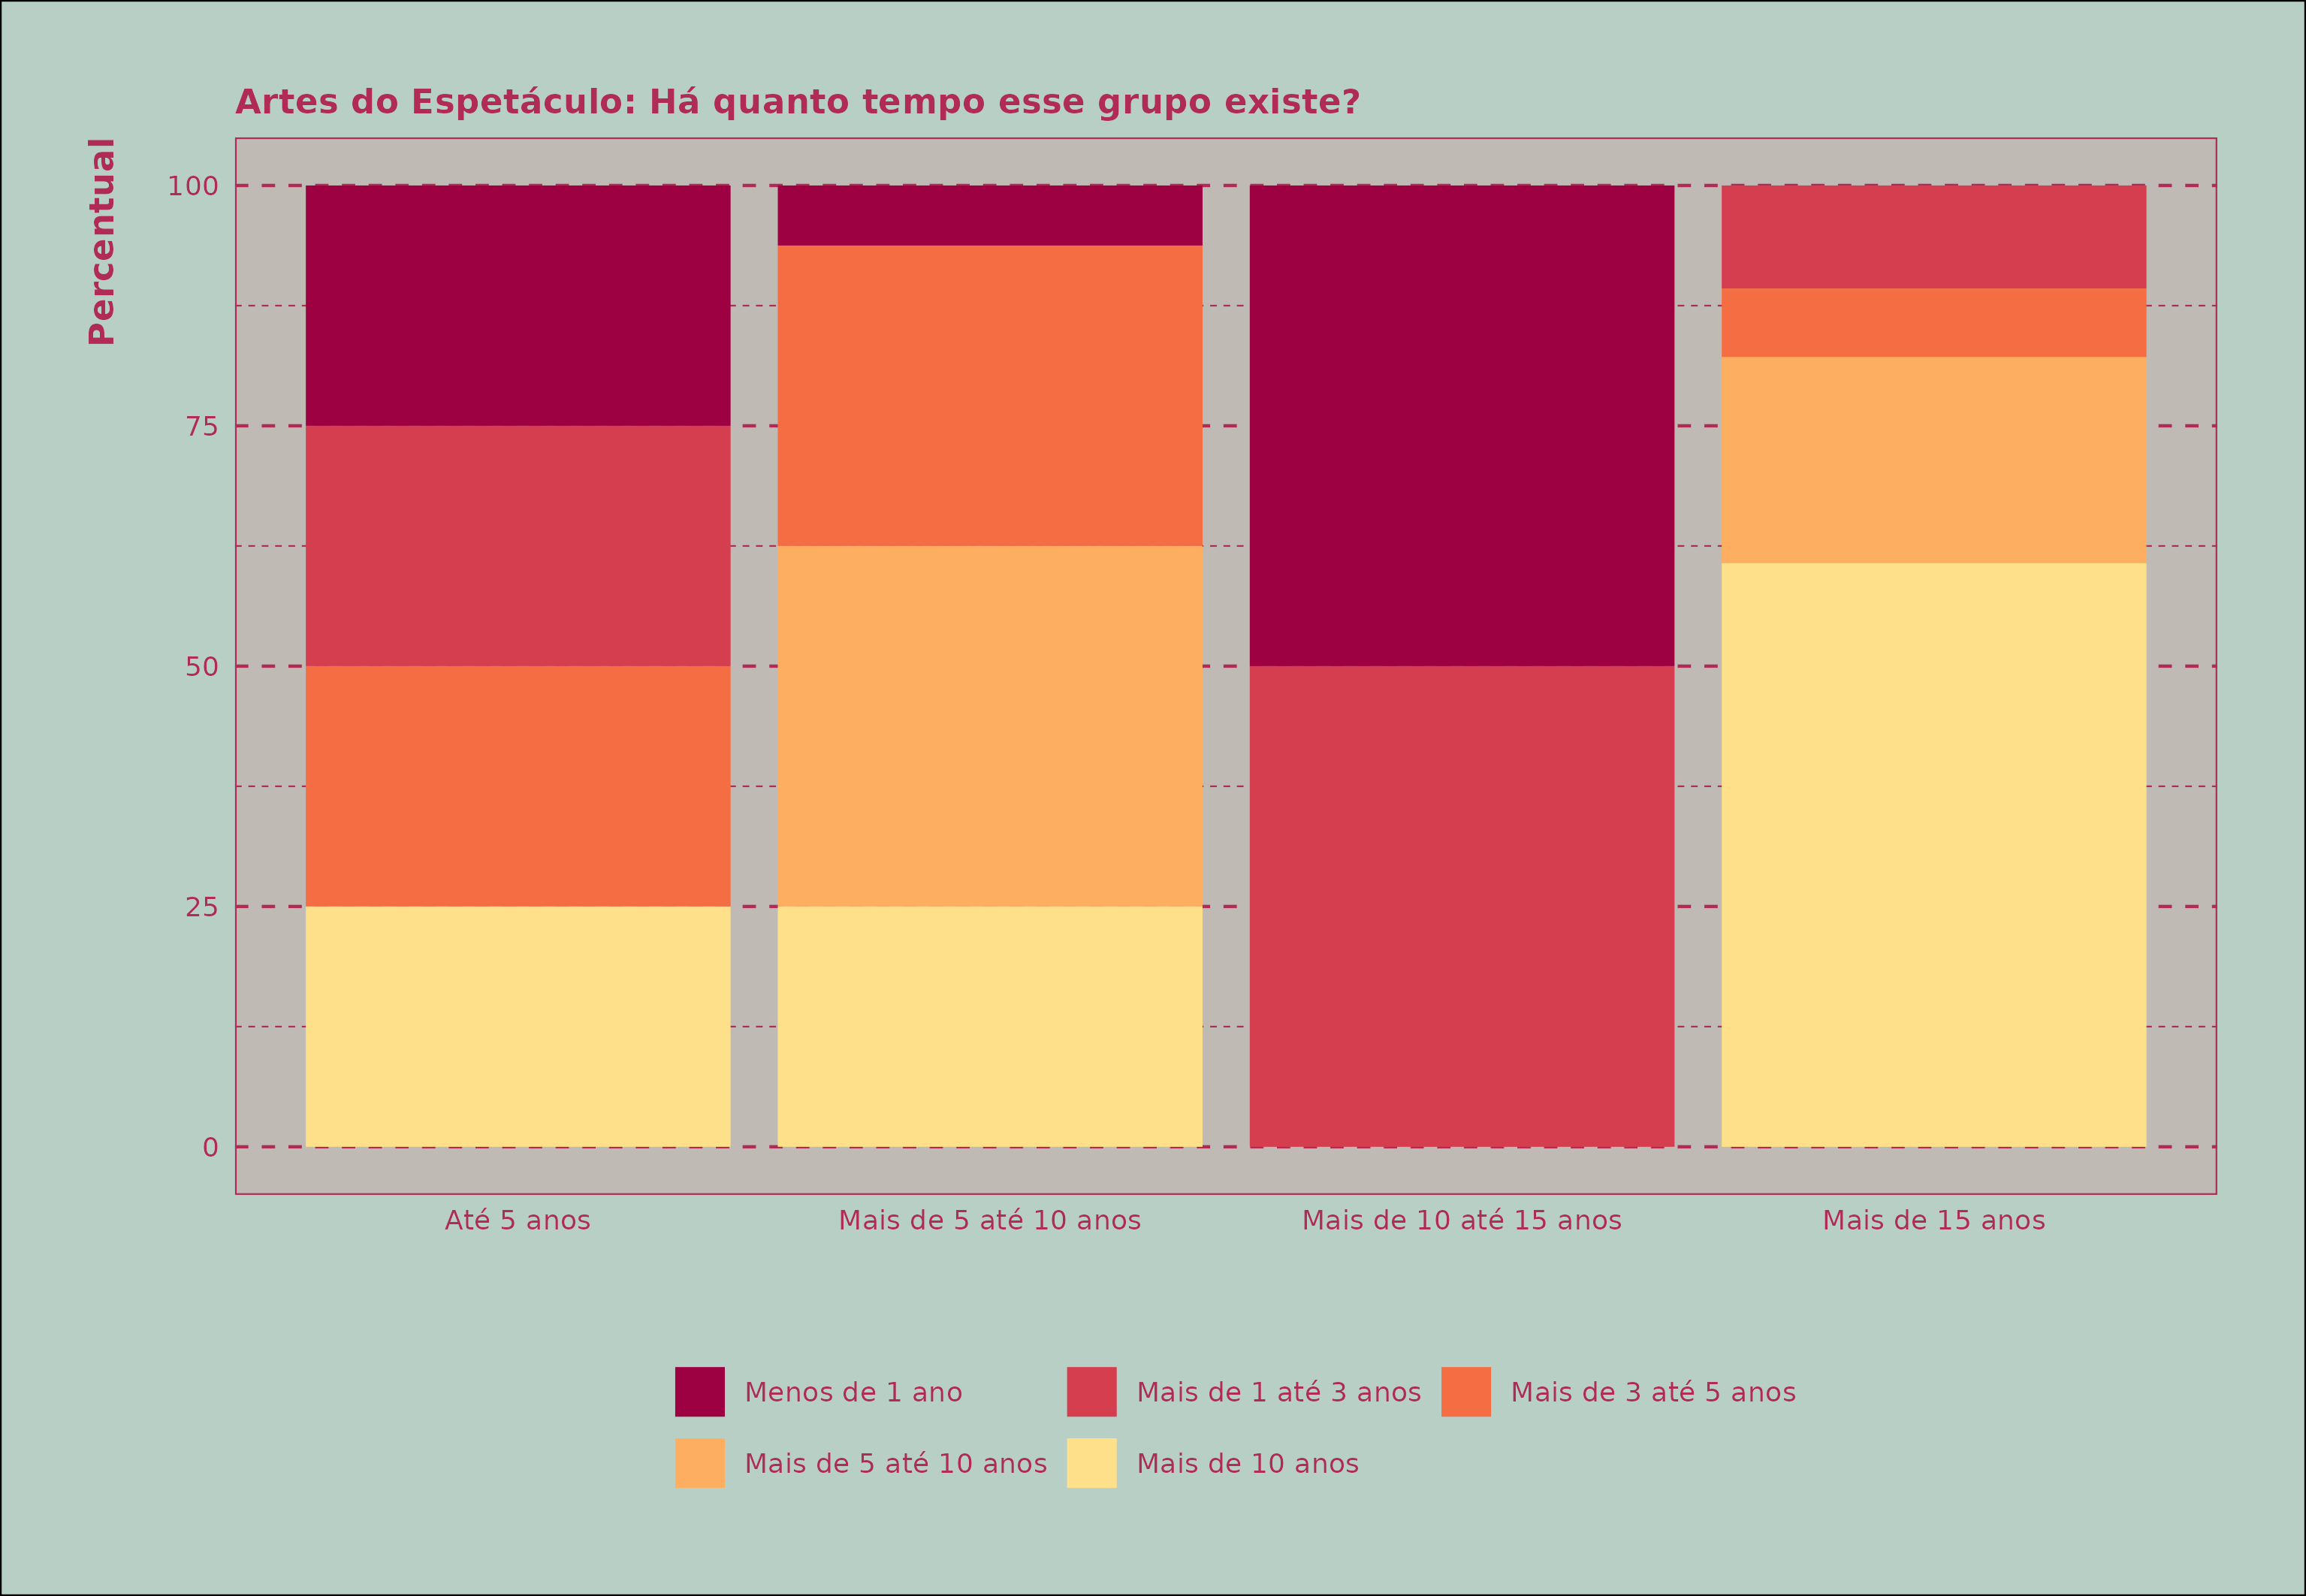 Artes do Espetáculo: Há quanto tempo esse grupo existe?
Percentual
100
75
50
25
0
Até 5 anos
Mais de 5 até 10 anos
Mais de 10 até 15 anos
Mais de 15 anos
Menos de 1 ano
Mais de 1 até 3 anos
Mais de 3 até 5 anos
Mais de 5 até 10 anos
Mais de 10 anos